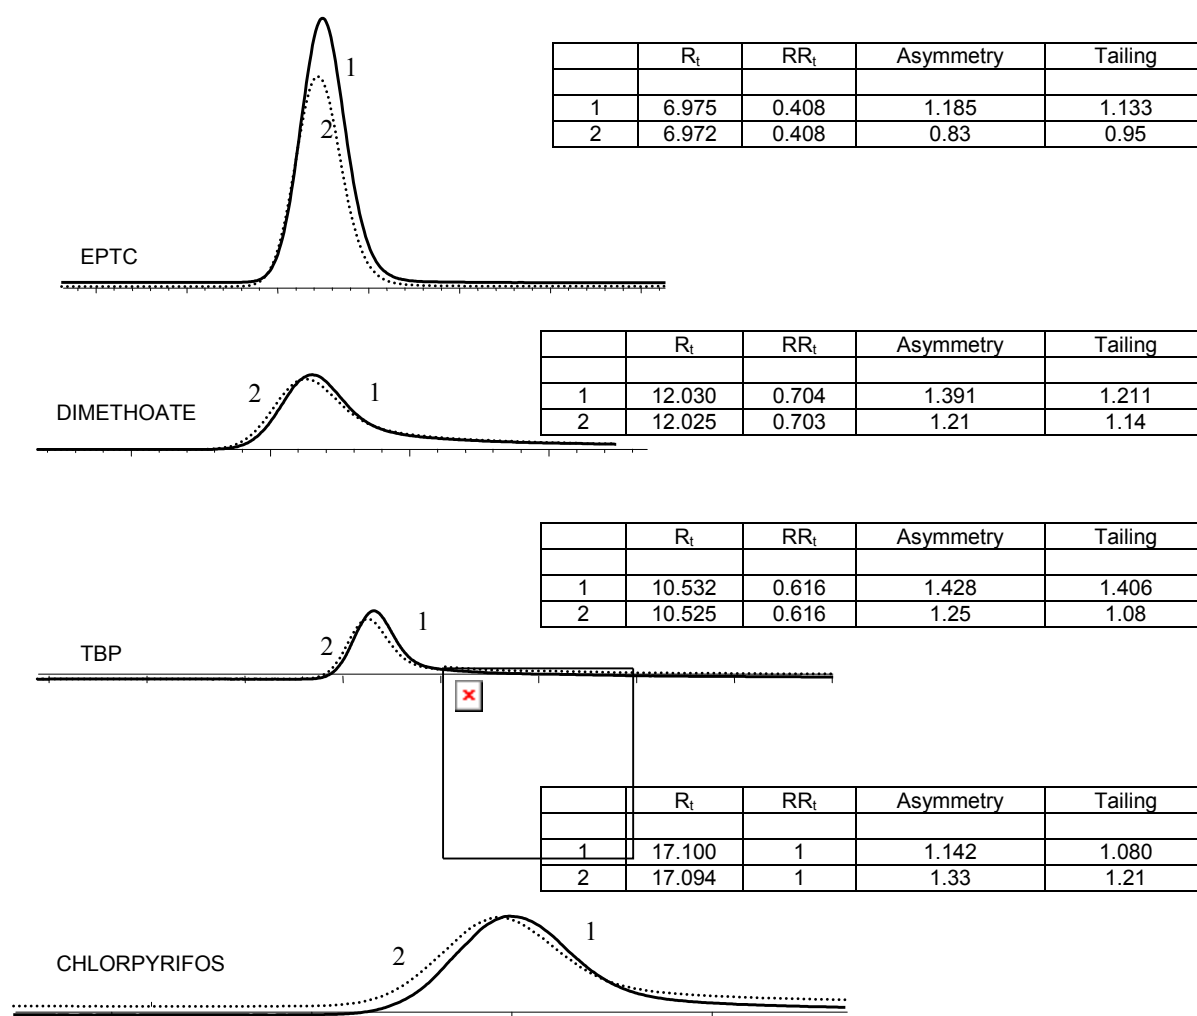 Rt RRt Asymmetry Tailing
1 6.975 0.408 1.185 1.133
2 6.972 0.408 0.83 0.95
1
2
EPTC
Rt RRt Asymmetry Tailing
1 12.030 0.704 1.391 1.211
2 12.025 0.703 1.21 1.14
2 1
DIMETHOATE
Rt RRt Asymmetry Tailing
1 10.532 0.616 1.428 1.406
2 10.525 0.616 1.25 1.08
1
2
TBP
Rt RRt Asymmetry Tailing
1 17.100 1 1.142 1.080
2 17.094 1 1.33 1.21
1
2
CHLORPYRIFOS